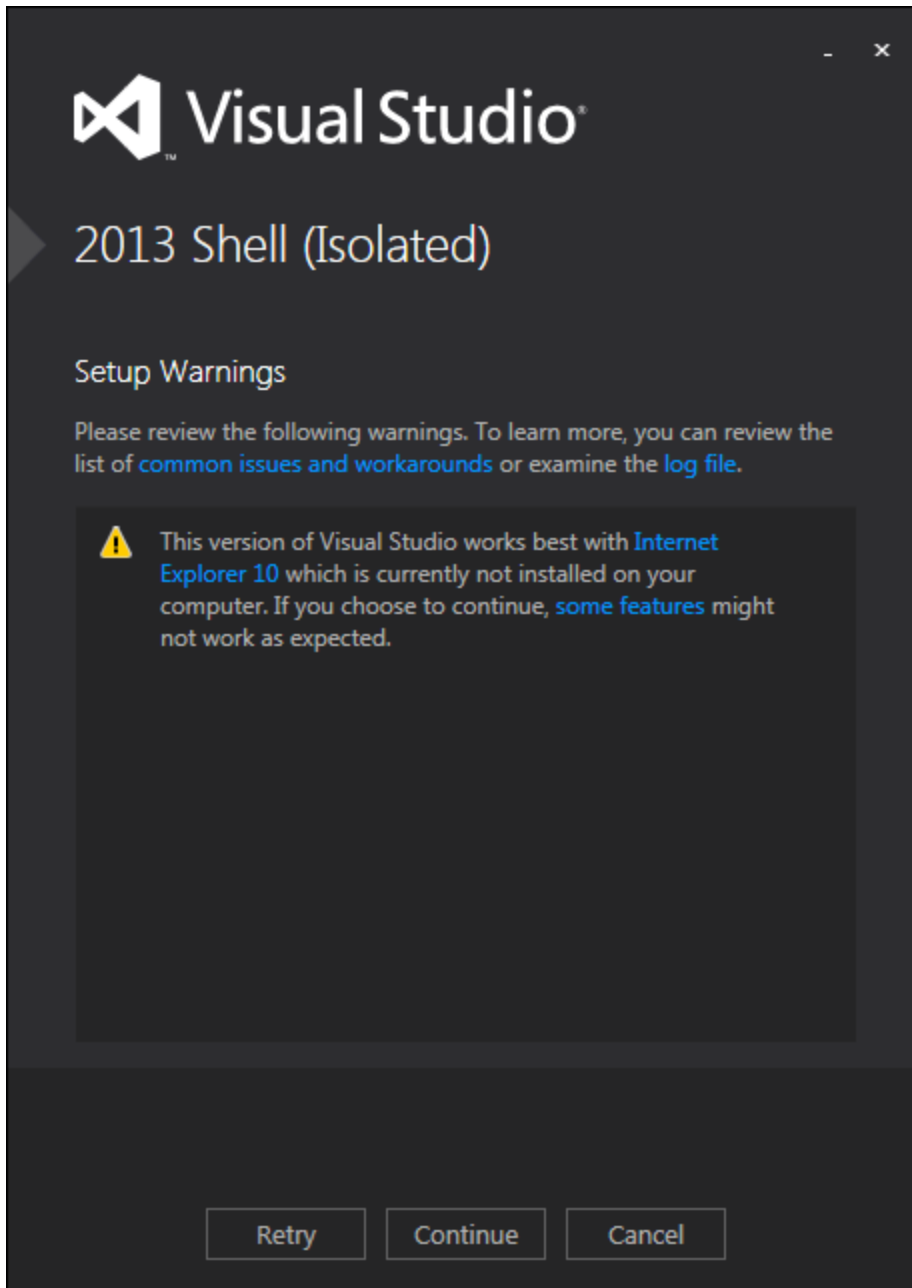 Visual Studio®
™
2013 Shell (Isolated)
Setup Warnings
Please review the following warnings. To learn more, you can review the
list of common issues and workarounds or examine the log file.
This version of Visual Studio works best with Internet
Explorer 10 which is currently not installed on your
computer. If you choose to continue, some features might
not work as expected.
Retry Continue Cancel